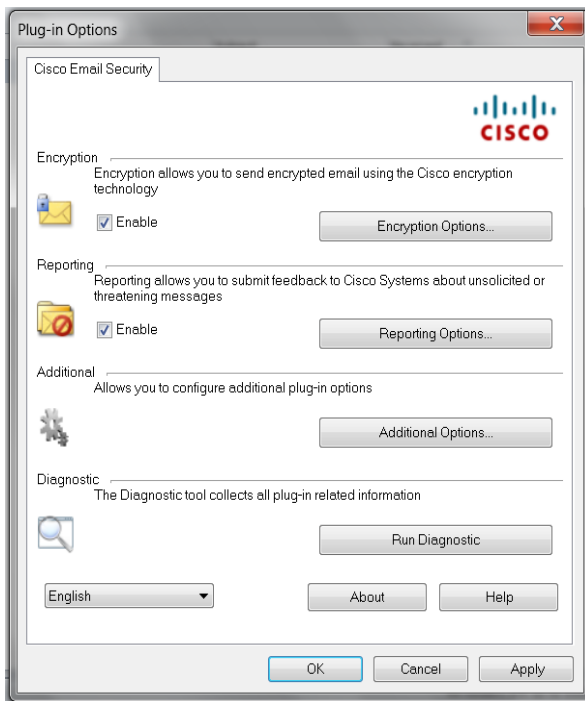 Plug-in Options
X
Cisco Email Security
CISCO
Encryption
Encryption allows you to send encrypted email using the Cisco encryption
technology
Enable
Encryption Options...
Reporting
Reporting allows you to submit feedback to Cisco Systems about unsolicited or
threatening messages
Enable
Reporting Options...
Additional
Allows you to configure additional plug-in options
Additional Options...
Diagnostic
The Diagnostic tool collects all plug-in related information
Run Diagnostic
English
About
Help
OK
Cancel
Apply